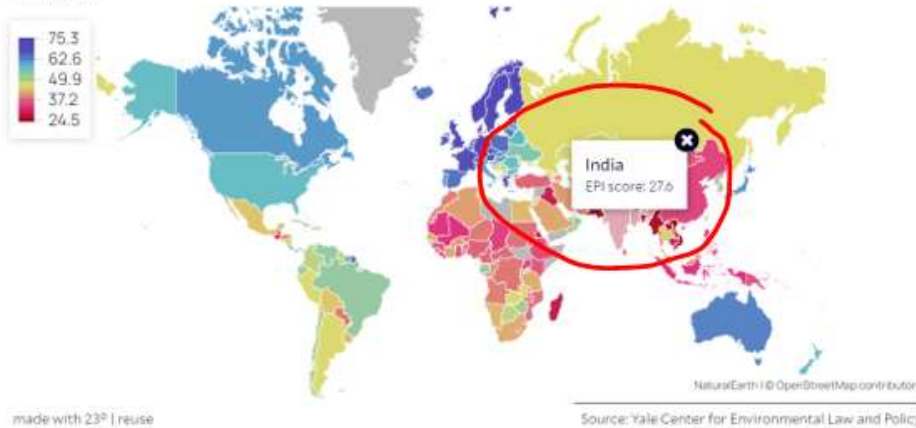 75.3
62.6
49.9
37.2
24.5
India
EPI score: 27.6
NaturalEarth | © OpenStreetMap contributor
made with 23º | reuse
Source: Yale Center for Environmental Law and Policy